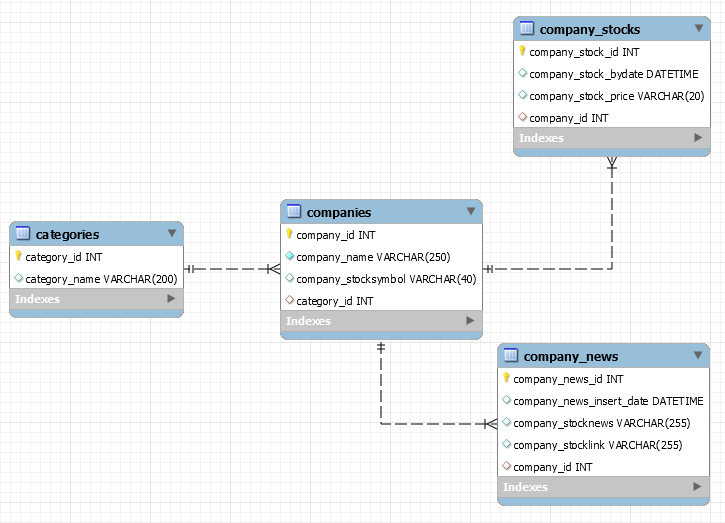 company_stocks
company_stock_id INT
company_stock_bydate DATETIME
company_stock_price VARCHAR(20)
company_id INT
Indexes
categories
category_id INT
category_name VARCHAR(200)
Indexes
companies
company_id INT
company_name VARCHAR(250)
company_stocksymbol VARCHAR(40)
category_id INT
Indexes
company_news
company_news_id INT
company_news_insert_date DATETIME
company_stocknews VARCHAR(255)
company_stocklink VARCHAR(255)
company_id INT
Indexes